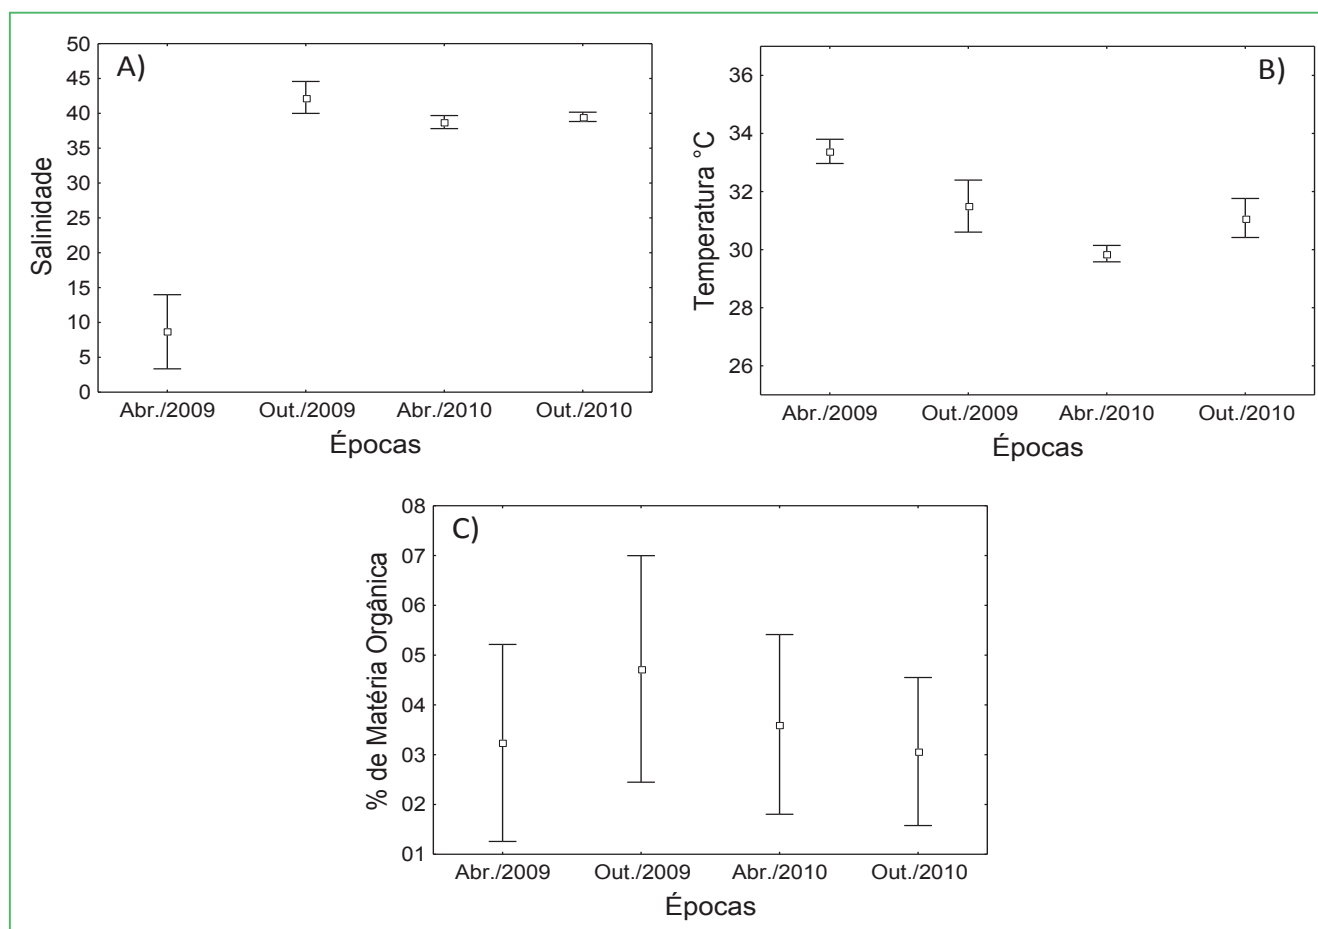 A)
Salinidade
50
45
40
35
30
25
20
15
10
5
0
Abr./2009 Out./2009 Abr./2010 Out./2010
Épocas
B)
Temperatura °C
36
34
32
30
28
26
Abr./2009 Out./2009 Abr./2010 Out./2010
Épocas
C)
% de Matéria Orgânica
08
07
06
05
04
03
02
01
Abr./2009 Out./2009 Abr./2010 Out./2010
Épocas